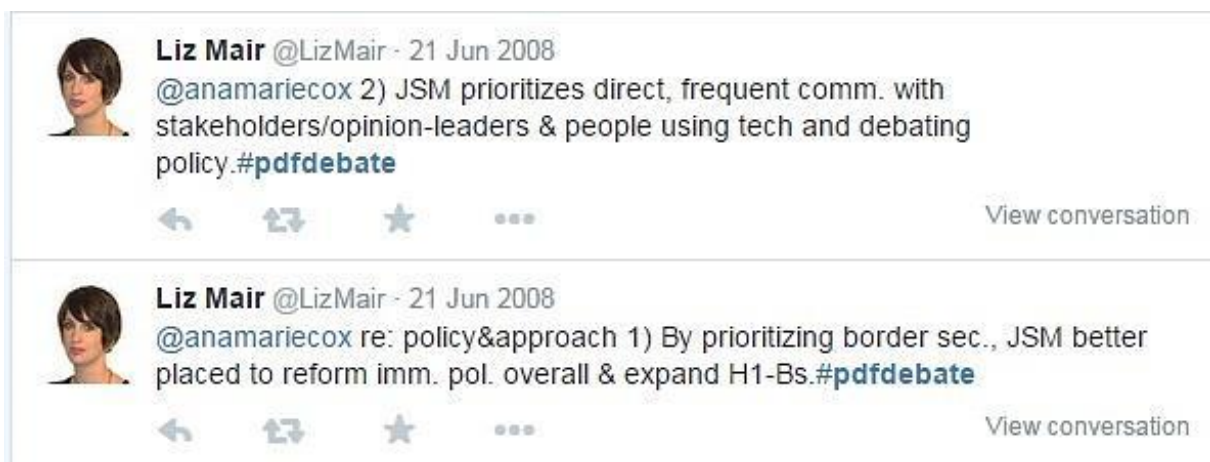 Liz Mair @LizMair · 21 Jun 2008
@anamariecox 2) JSM prioritizes direct, frequent comm. with
stakeholders/opinion-leaders & people using tech and debating
policy.#pdfdebate
View conversation
Liz Mair @LizMair · 21 Jun 2008
@anamariecox re: policy&approach 1) By prioritizing border sec., JSM better
placed to reform imm. pol. overall & expand H1-Bs.#pdfdebate
View conversation